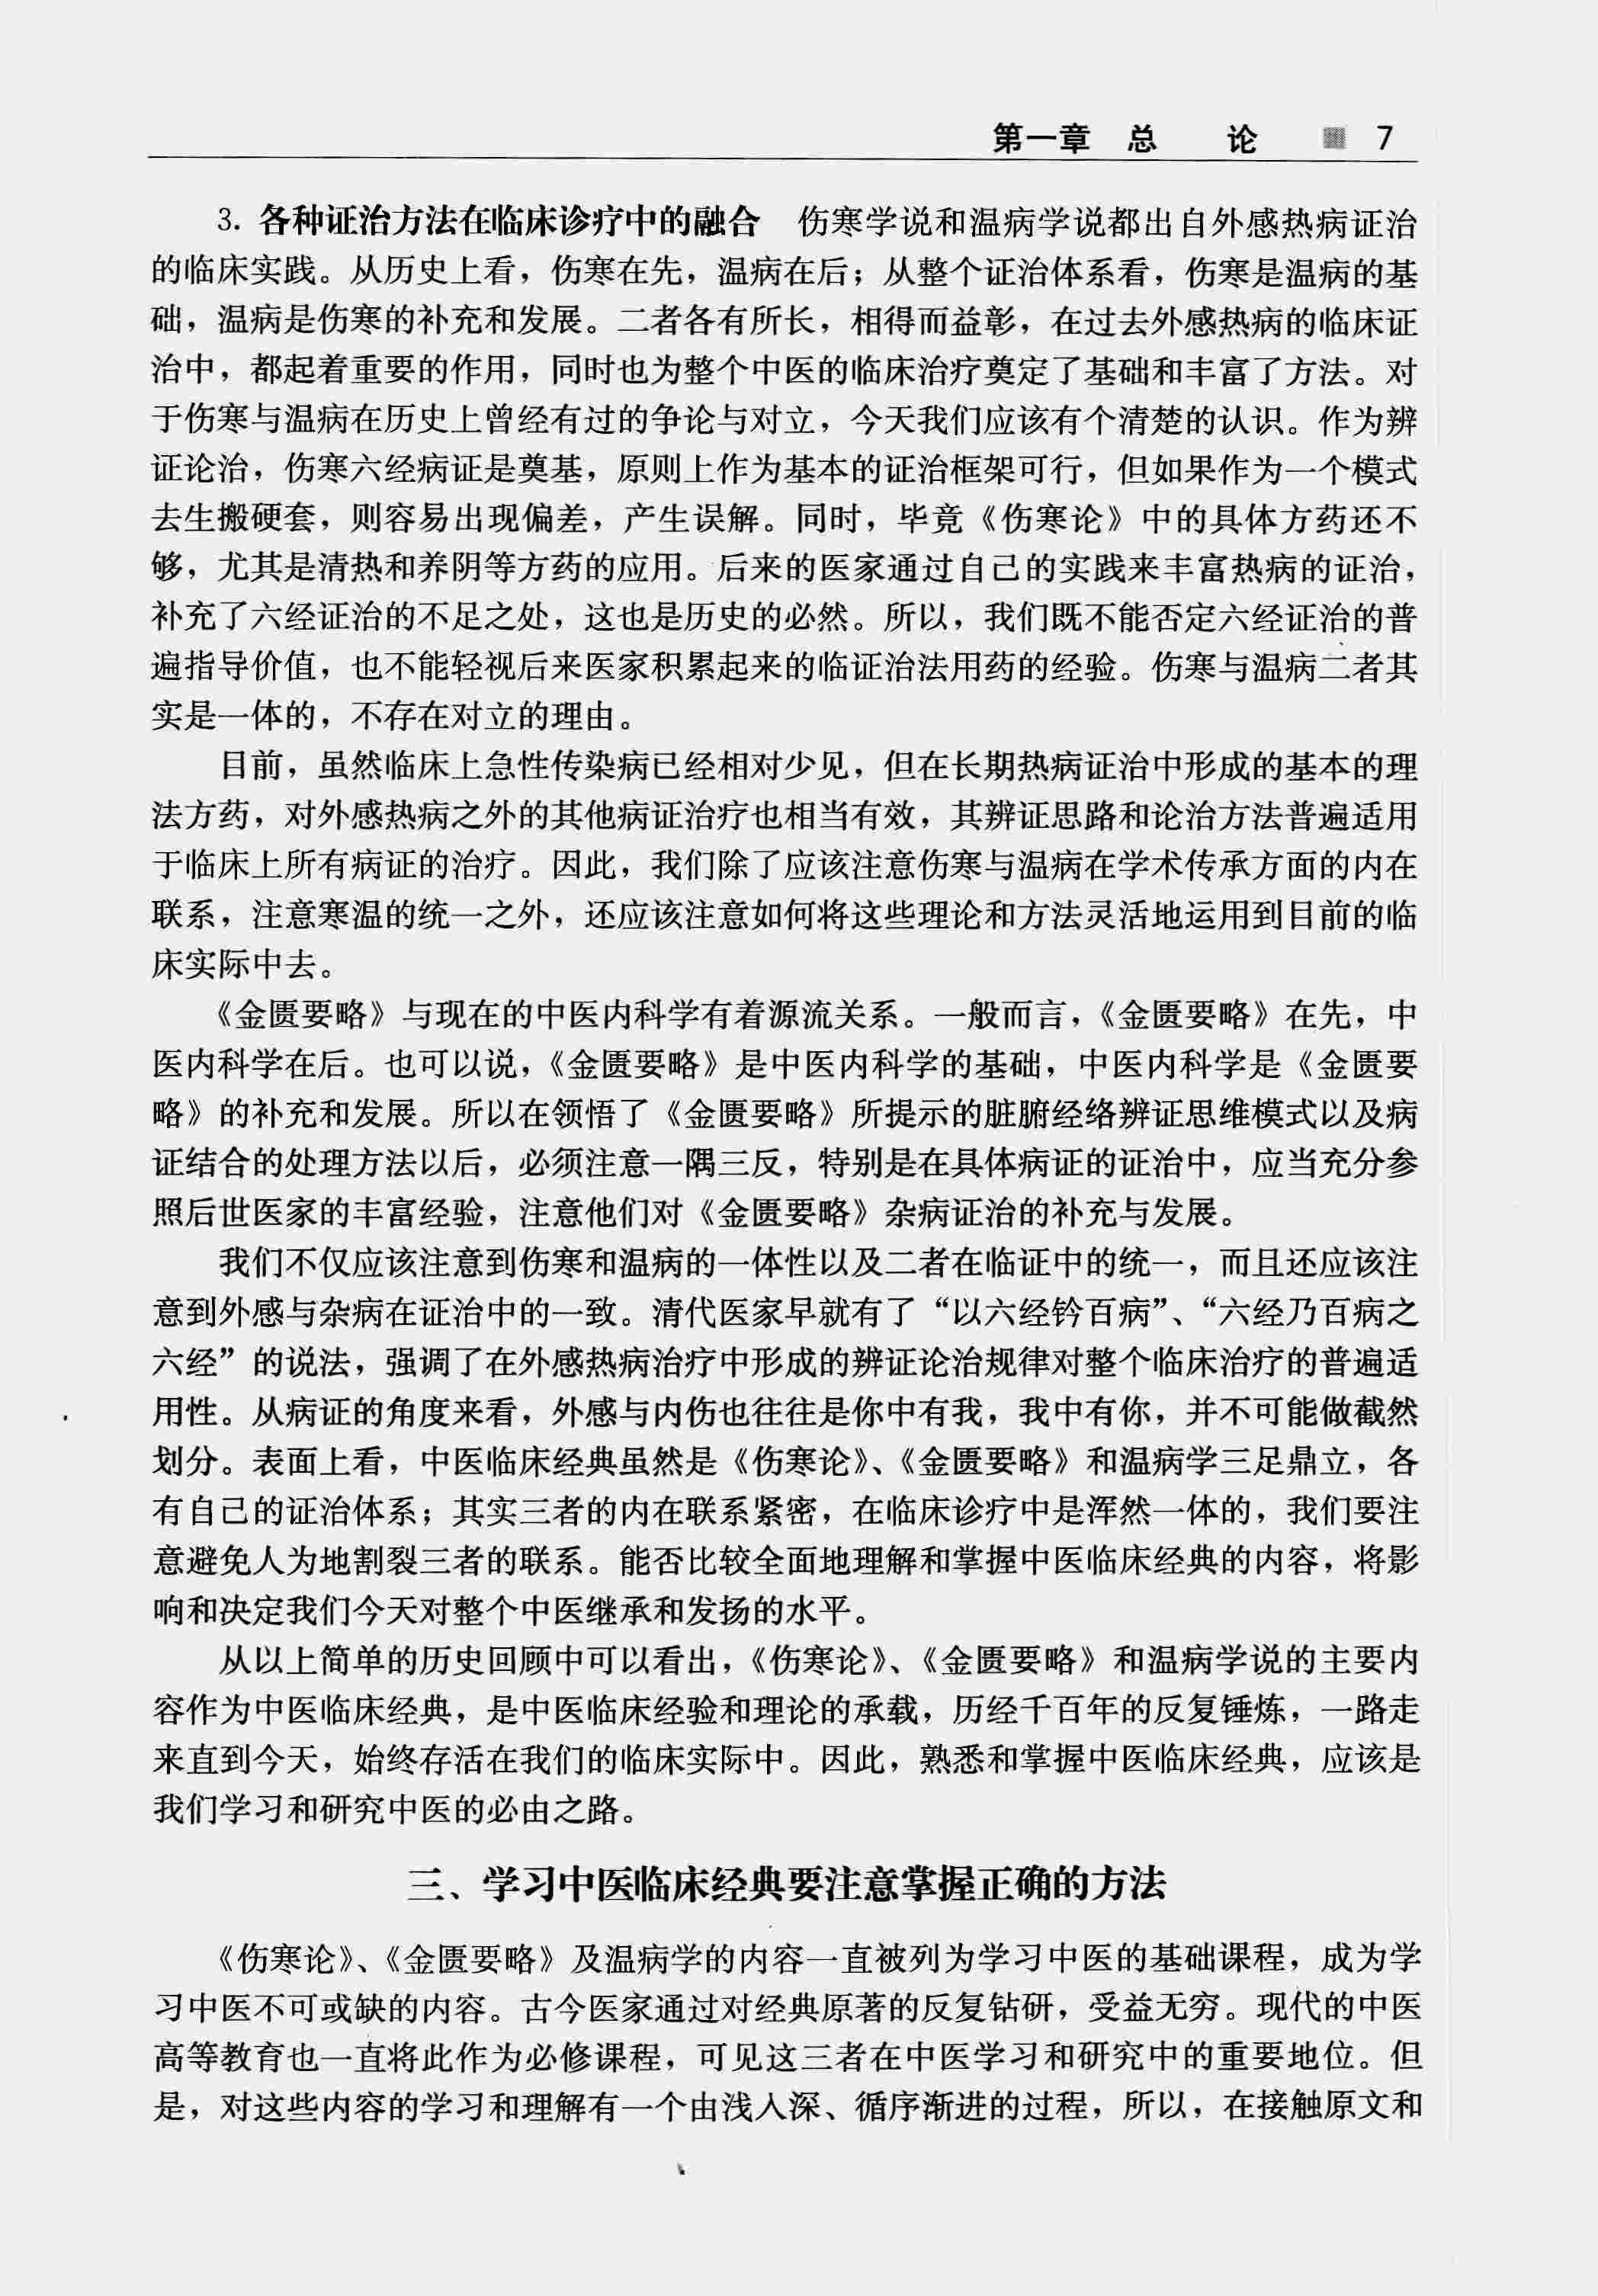 第一章 总 论 7
3. 各种证治方法在临床诊疗中的融合 伤寒学说和温病学说都出自外感热病证治
的临床实践。从历史上看，伤寒在先，温病在后；从整个证治体系看，伤寒是温病的基
础，温病是伤寒的补充和发展。二者各有所长，相得而益彰，在过去外感热病的临床证
治中，都起着重要的作用，同时也为整个中医的临床治疗奠定了基础和丰富了方法。对
于伤寒与温病在历史上曾经有过的争论与对立，今天我们应该有个清楚的认识。作为辨
证论治，伤寒六经病证是奠基，原则上作为基本的证治框架可行，但如果作为一个模式
去生搬硬套，则容易出现偏差，产生误解。同时，毕竟《伤寒论》中的具体方药还不
够，尤其是清热和养阴等方药的应用。后来的医家通过自己的实践来丰富热病的证治，
补充了六经证治的不足之处，这也是历史的必然。所以，我们既不能否定六经证治的普
遍指导价值，也不能轻视后来医家积累起来的临证治法用药的经验。伤寒与温病二者其
实是一体的，不存在对立的理由。
目前，虽然临床上急性传染病已经相对少见，但在长期热病证治中形成的基本的理
法方药，对外感热病之外的其他病证治疗也相当有效，其辨证思路和论治方法普遍适用
于临床上所有病证的治疗。因此，我们除了应该注意伤寒与温病在学术传承方面的内在
联系，注意寒温的统一之外，还应该注意如何将这些理论和方法灵活地运用到目前的临
床实际中去。
《金匮要略》与现在的中医内科学有着源流关系。一般而言，《金匮要略》在先，中
医内科学在后。也可以说，《金匮要略》是中医内科学的基础，中医内科学是《金匮要
略》的补充和发展。所以在领悟了《金匮要略》所提示的脏腑经络辨证思维模式以及病
证结合的处理方法以后，必须注意一隅三反，特别是在具体病证的证治中，应当充分参
照后世医家的丰富经验，注意他们对《金匮要略》杂病证治的补充与发展。
我们不仅应该注意到伤寒和温病的一体性以及二者在临证中的统一，而且还应该注
意到外感与杂病在证治中的一致。清代医家早就有了“以六经钤百病”、“六经乃百病之
六经”的说法，强调了在外感热病治疗中形成的辨证论治规律对整个临床治疗的普遍适
用性。从病证的角度来看，外感与内伤也往往是你中有我，我中有你，并不可能做截然
划分。表面上看，中医临床经典虽然是《伤寒论》、《金匮要略》和温病学三足鼎立，各
有自己的证治体系；其实三者的内在联系紧密，在临床诊疗中是浑然一体的，我们要注
意避免人为地割裂三者的联系。能否比较全面地理解和掌握中医临床经典的内容，将影
响和决定我们今天对整个中医继承和发扬的水平。
从以上简单的历史回顾中可以看出，《伤寒论》、《金匮要略》和温病学说的主要内
容作为中医临床经典，是中医临床经验和理论的承载，历经千百年的反复锤炼，一路走
来直到今天，始终存活在我们的临床实际中。因此，熟悉和掌握中医临床经典，应该是
我们学习和研究中医的必由之路。
三、学习中医临床经典要注意掌握正确的方法
《伤寒论》、《金匮要略》及温病学的内容一直被列为学习中医的基础课程，成为学
习中医不可或缺的内容。古今医家通过对经典原著的反复钻研，受益无穷。现代的中医
高等教育也一直将此作为必修课程，可见这三者在中医学习和研究中的重要地位。但
是，对这些内容的学习和理解有一个由浅入深、循序渐进的过程，所以，在接触原文和